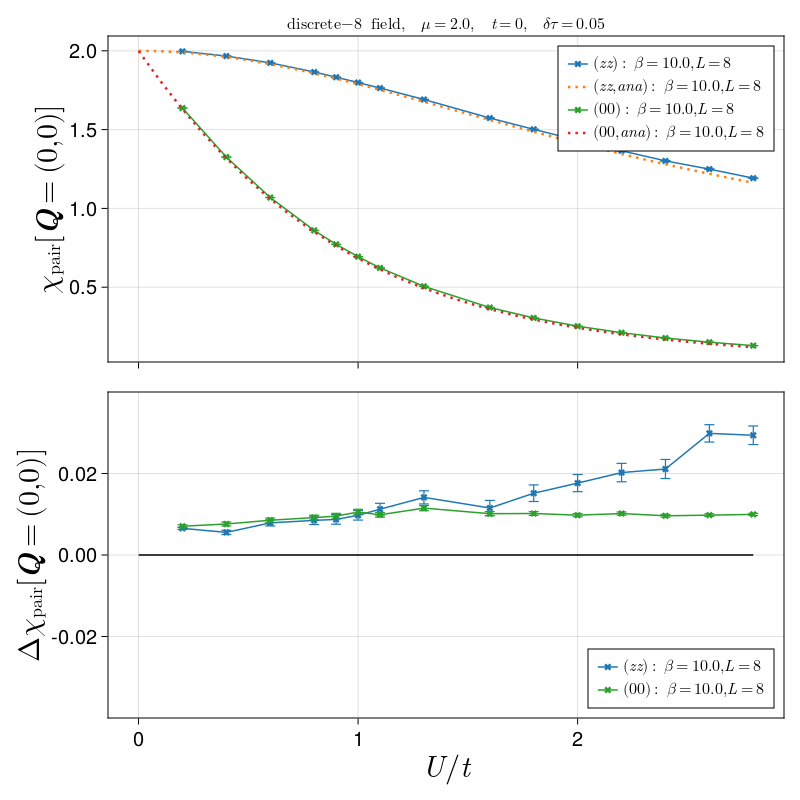 discrete−8 field, μ = 2.0, t = 0, δτ = 0.05
χpair[Q = (0,0)]
2.0
1.5
1.0
0.5
(zz) : β = 10.0,L = 8
(zz,ana) : β = 10.0,L = 8
(00) : β = 10.0,L = 8
(00,ana) : β = 10.0,L = 8
Δχpair[Q = (0,0)]
0.02
0.00
-0.02
(zz) : β = 10.0,L = 8
(00) : β = 10.0,L = 8
0 1 2
U/t